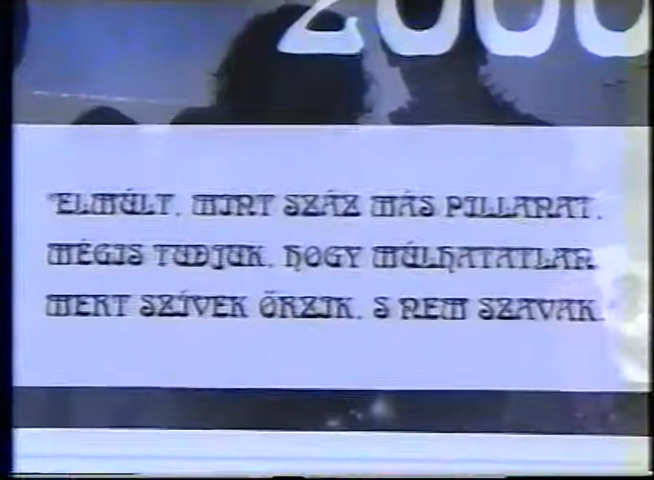 2000
"ELMÚLT, MINT SZÁZ MÁS PILLANAT,
MÉGIS TUDJUK, HOGY MÚLHATATLAN
MERT SZÍVEK ŐRZIK, S NEM SZAVAK.